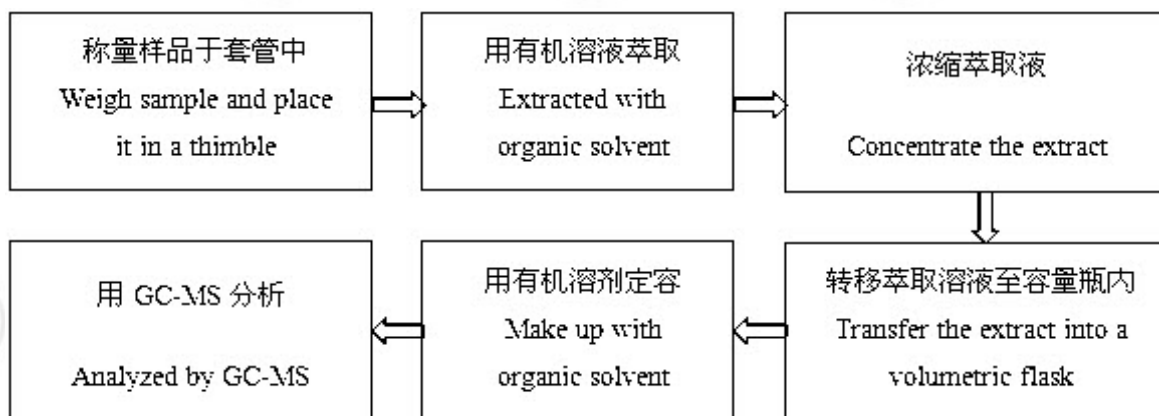 称量样品于套管中
Weigh sample and place
it in a thimble
用有机溶液萃取
Extracted with
organic solvent
浓缩萃取液
Concentrate the extract
转移萃取溶液至容量瓶内
Transfer the extract into a
volumetric flask
用有机溶剂定容
Make up with
organic solvent
用 GC-MS 分析
Analyzed by GC-MS